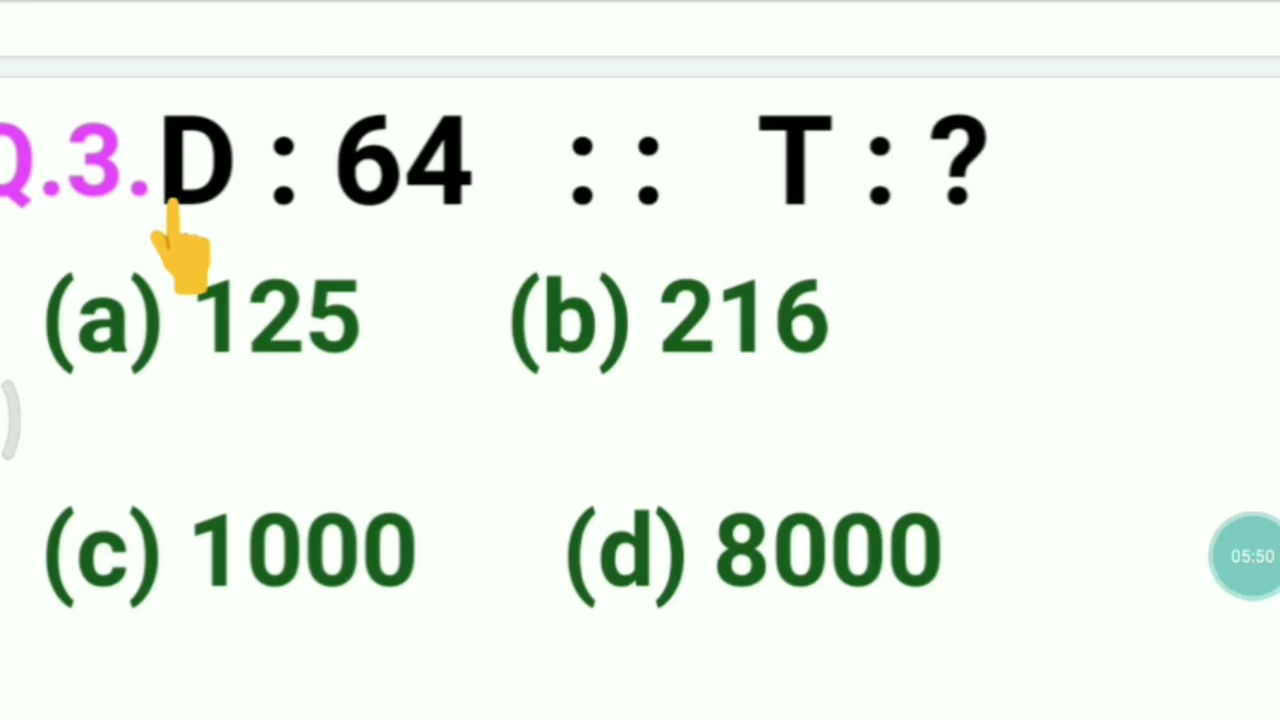 Q.3. D : 64 : : T : ?
(a) 125 (b) 216
)
(c) 1000 (d) 8000
05:50